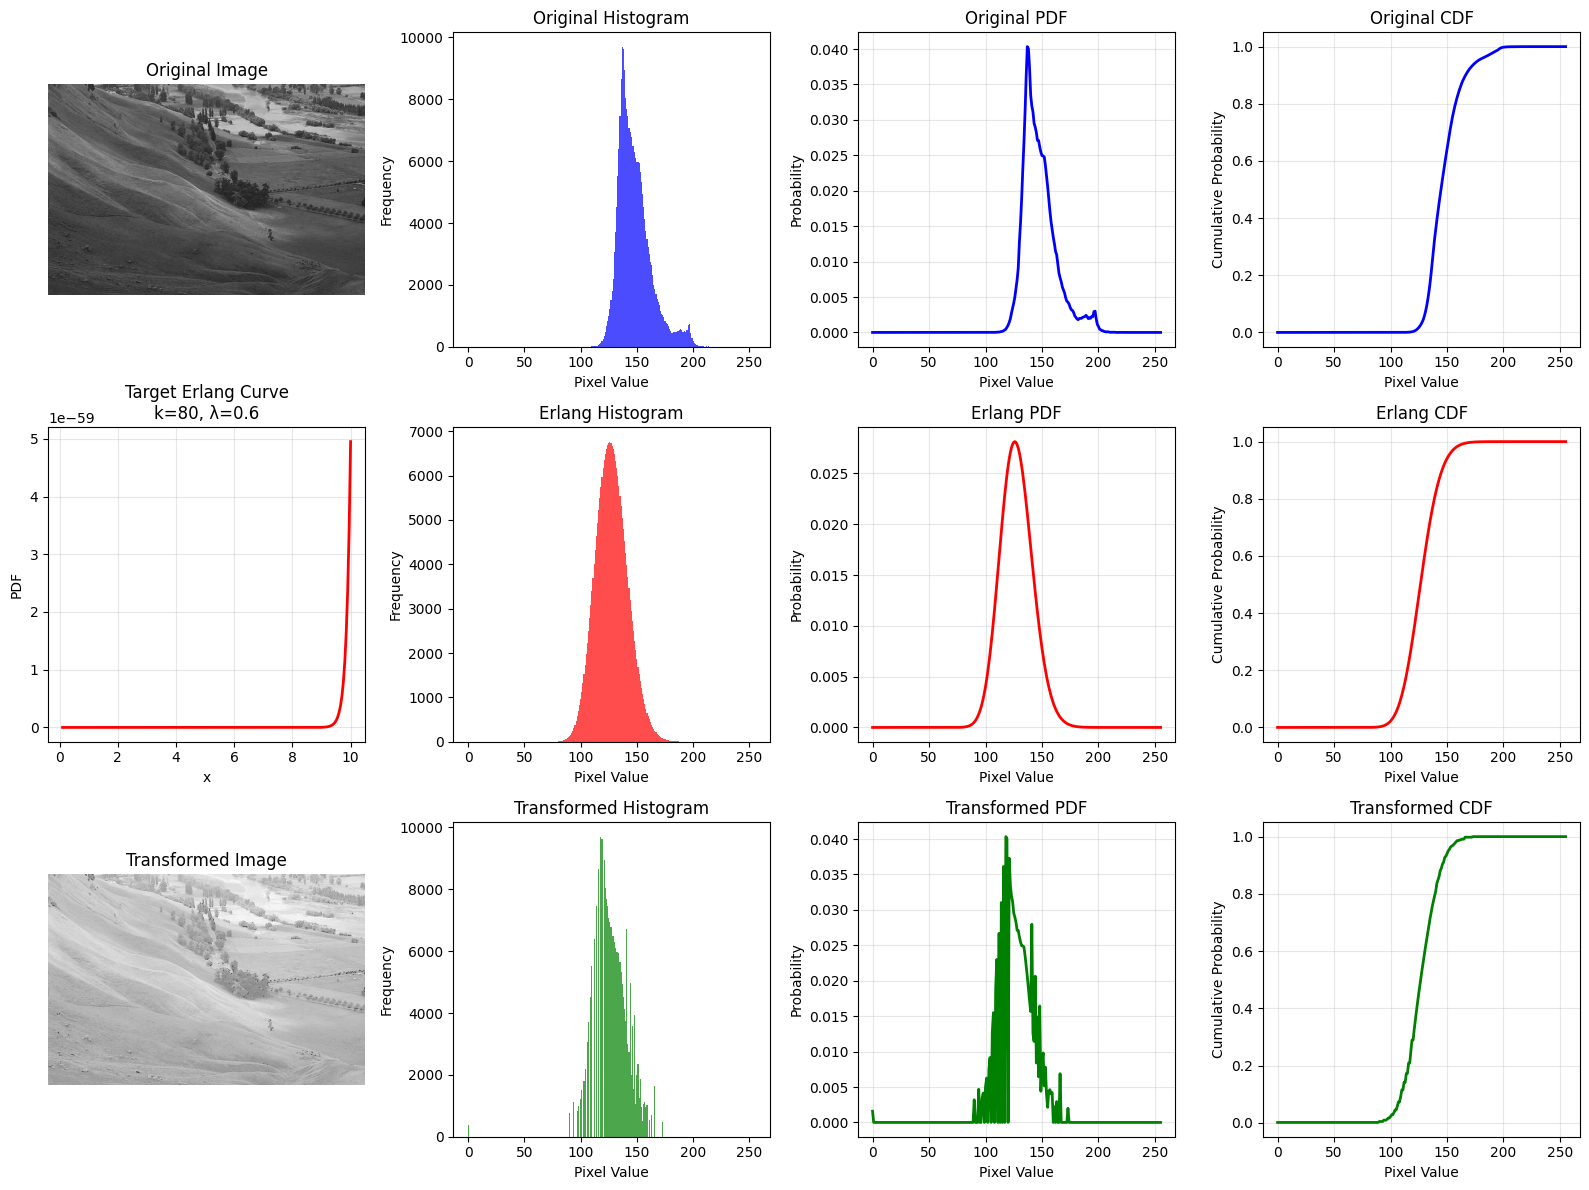 Original Image
Original Histogram
Frequency
10000
8000
6000
4000
2000
0
0 50 100 150 200 250
Pixel Value
Original PDF
Probability
0.040
0.035
0.030
0.025
0.020
0.015
0.010
0.005
0.000
0 50 100 150 200 250
Pixel Value
Original CDF
Cumulative Probability
1.0
0.8
0.6
0.4
0.2
0.0
0 50 100 150 200 250
Pixel Value
Target Erlang Curve
k=80, λ=0.6
1e−59
PDF
5
4
3
2
1
0
0 2 4 6 8 10
x
Erlang Histogram
Frequency
7000
6000
5000
4000
3000
2000
1000
0
0 50 100 150 200 250
Pixel Value
Erlang PDF
Probability
0.025
0.020
0.015
0.010
0.005
0.000
0 50 100 150 200 250
Pixel Value
Erlang CDF
Cumulative Probability
1.0
0.8
0.6
0.4
0.2
0.0
0 50 100 150 200 250
Pixel Value
Transformed Image
Transformed Histogram
Frequency
10000
8000
6000
4000
2000
0
0 50 100 150 200 250
Pixel Value
Transformed PDF
Probability
0.040
0.035
0.030
0.025
0.020
0.015
0.010
0.005
0.000
0 50 100 150 200 250
Pixel Value
Transformed CDF
Cumulative Probability
1.0
0.8
0.6
0.4
0.2
0.0
0 50 100 150 200 250
Pixel Value